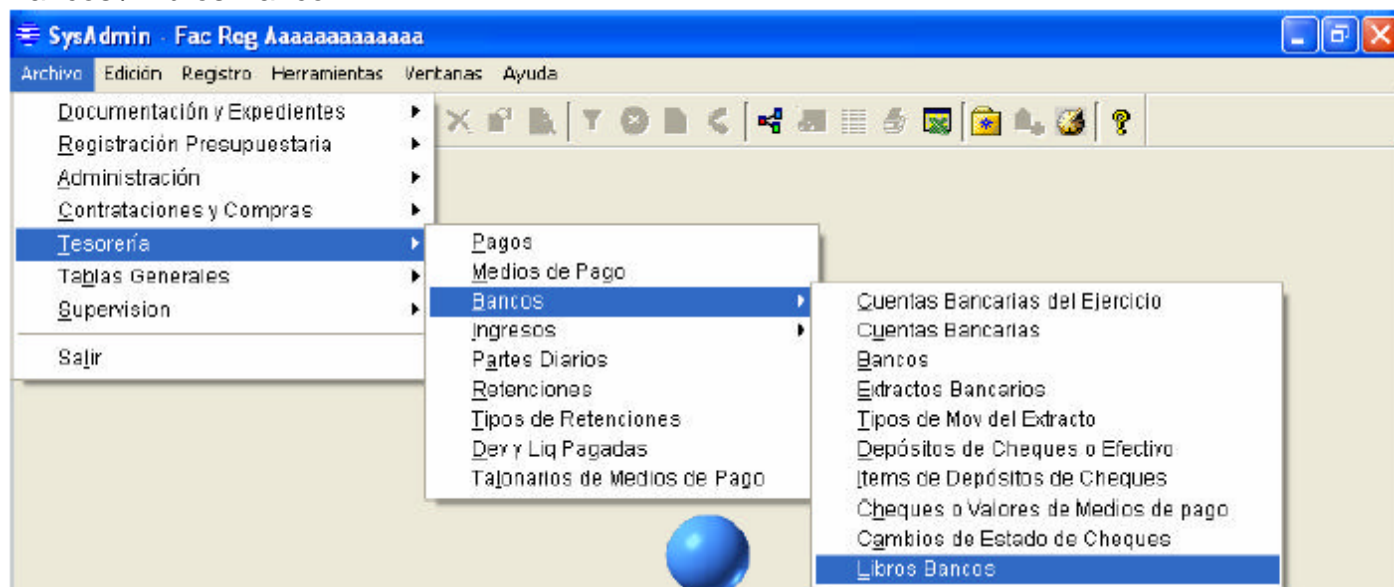 SysAdmin - Fac Reg Aaaaaaaaaaaaa
Archivo Edición Registro Herramientas Ventanas Ayuda
Documentación y Expedientes
Registración Presupuestaria
Administración
Contrataciones y Compras
Tesorería
Tablas Generales
Supervision
Salir
Pagos
Medios de Pago
Bancos
Ingresos
Partes Diarios
Retenciones
Tipos de Retenciones
Dev y Liq Pagadas
Talonarios de Medios de Pago
Cuentas Bancarias del Ejercicio
Cuentas Bancarias
Bancos
Extractos Bancarios
Tipos de Mov del Extracto
Depósitos de Cheques o Efectivo
Items de Depósitos de Cheques
Cheques o Valores de Medios de pago
Cambios de Estado de Cheques
Libros Bancos